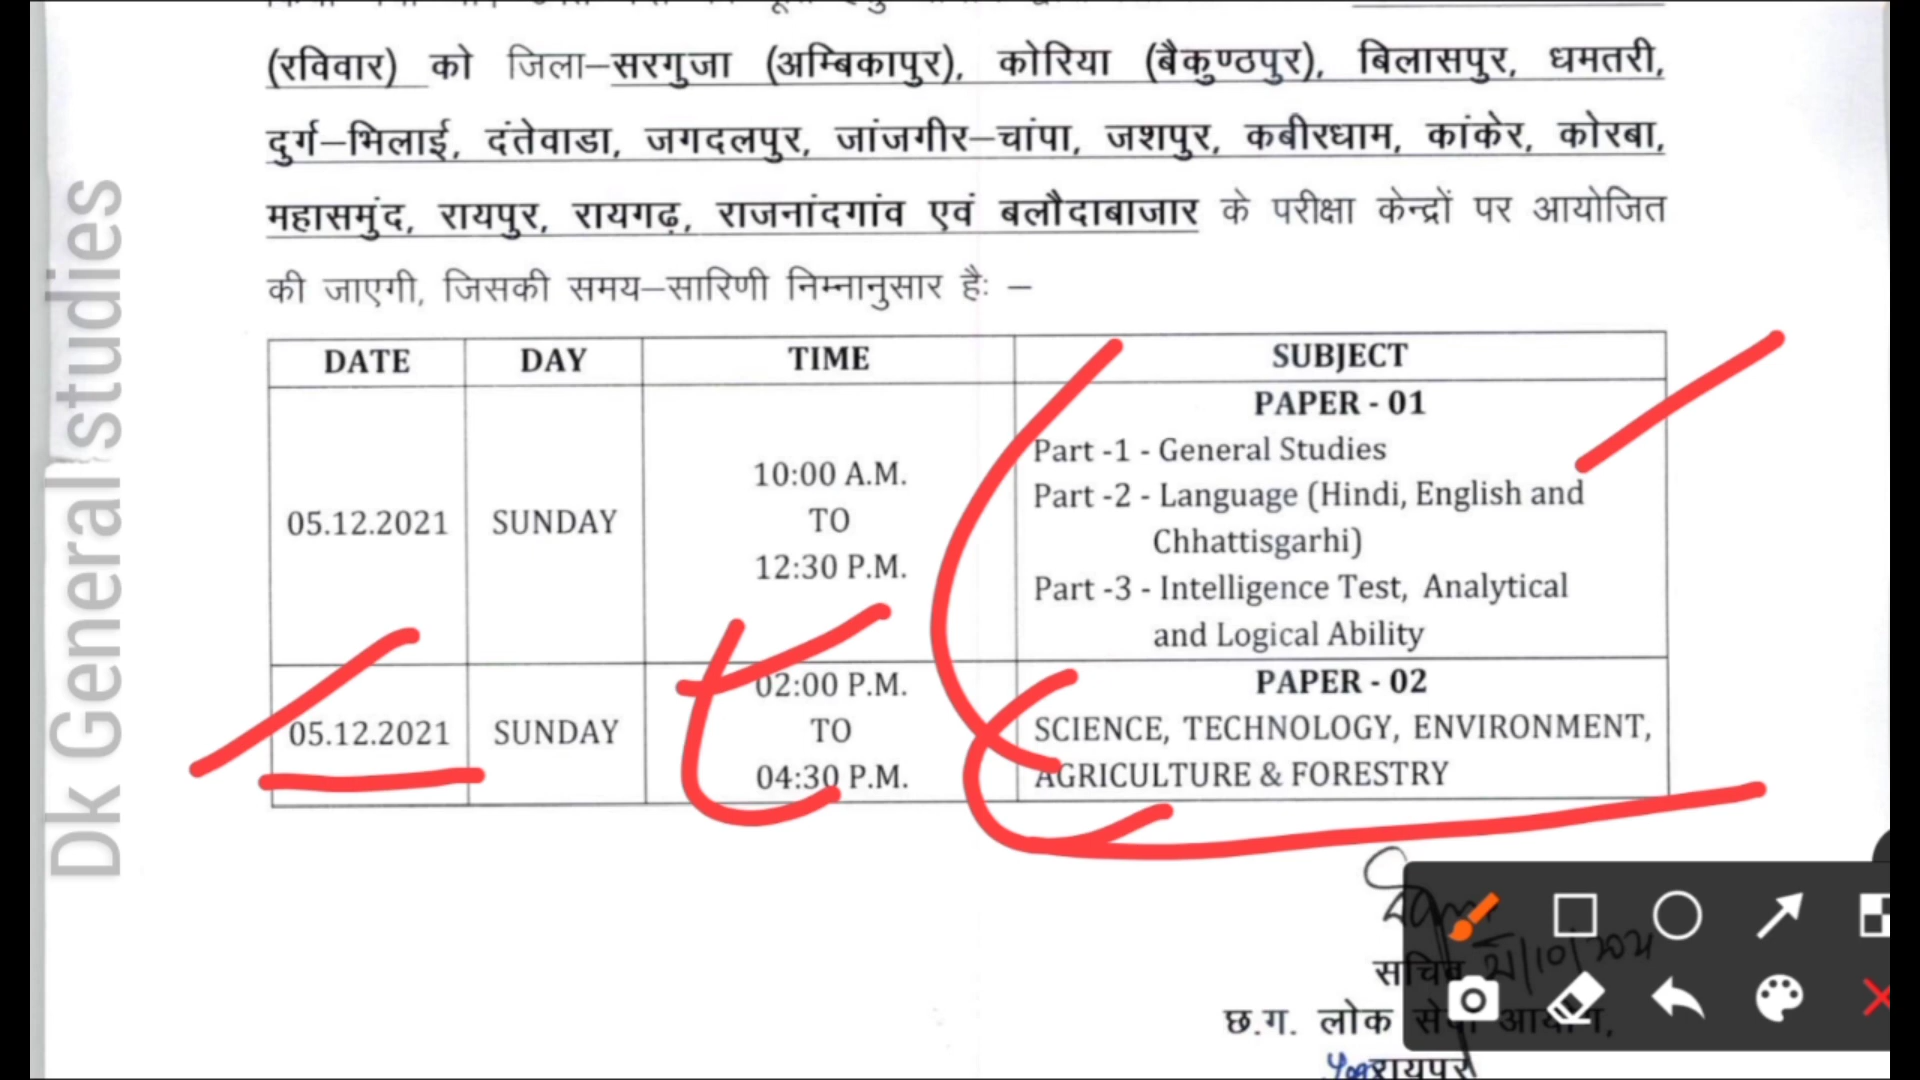 (रविवार) को जिला–सरगुजा (अम्बिकापुर), कोरिया (बैकुण्ठपुर), बिलासपुर, धमतरी,
दुर्ग–भिलाई, दंतेवाडा, जगदलपुर, जांजगीर–चांपा, जशपुर, कबीरधाम, कांकेर, कोरबा,
महासमुंद, रायपुर, रायगढ़, राजनांदगांव एवं बलौदाबाजार के परीक्षा केन्द्रों पर आयोजित
की जाएगी, जिसकी समय–सारिणी निम्नानुसार हैः –
DATE DAY TIME SUBJECT
PAPER - 01
Part -1 - General Studies
10:00 A.M.
Part -2 - Language (Hindi, English and
05.12.2021 SUNDAY TO
Chhattisgarhi)
12:30 P.M.
Part -3 - Intelligence Test, Analytical
and Logical Ability
02:00 P.M. PAPER - 02
05.12.2021 SUNDAY TO SCIENCE, TECHNOLOGY, ENVIRONMENT,
04:30 P.M. AGRICULTURE & FORESTRY
सचिव
छ.ग. लोक सेवा आयोग,
रायपुर
Dk General studies